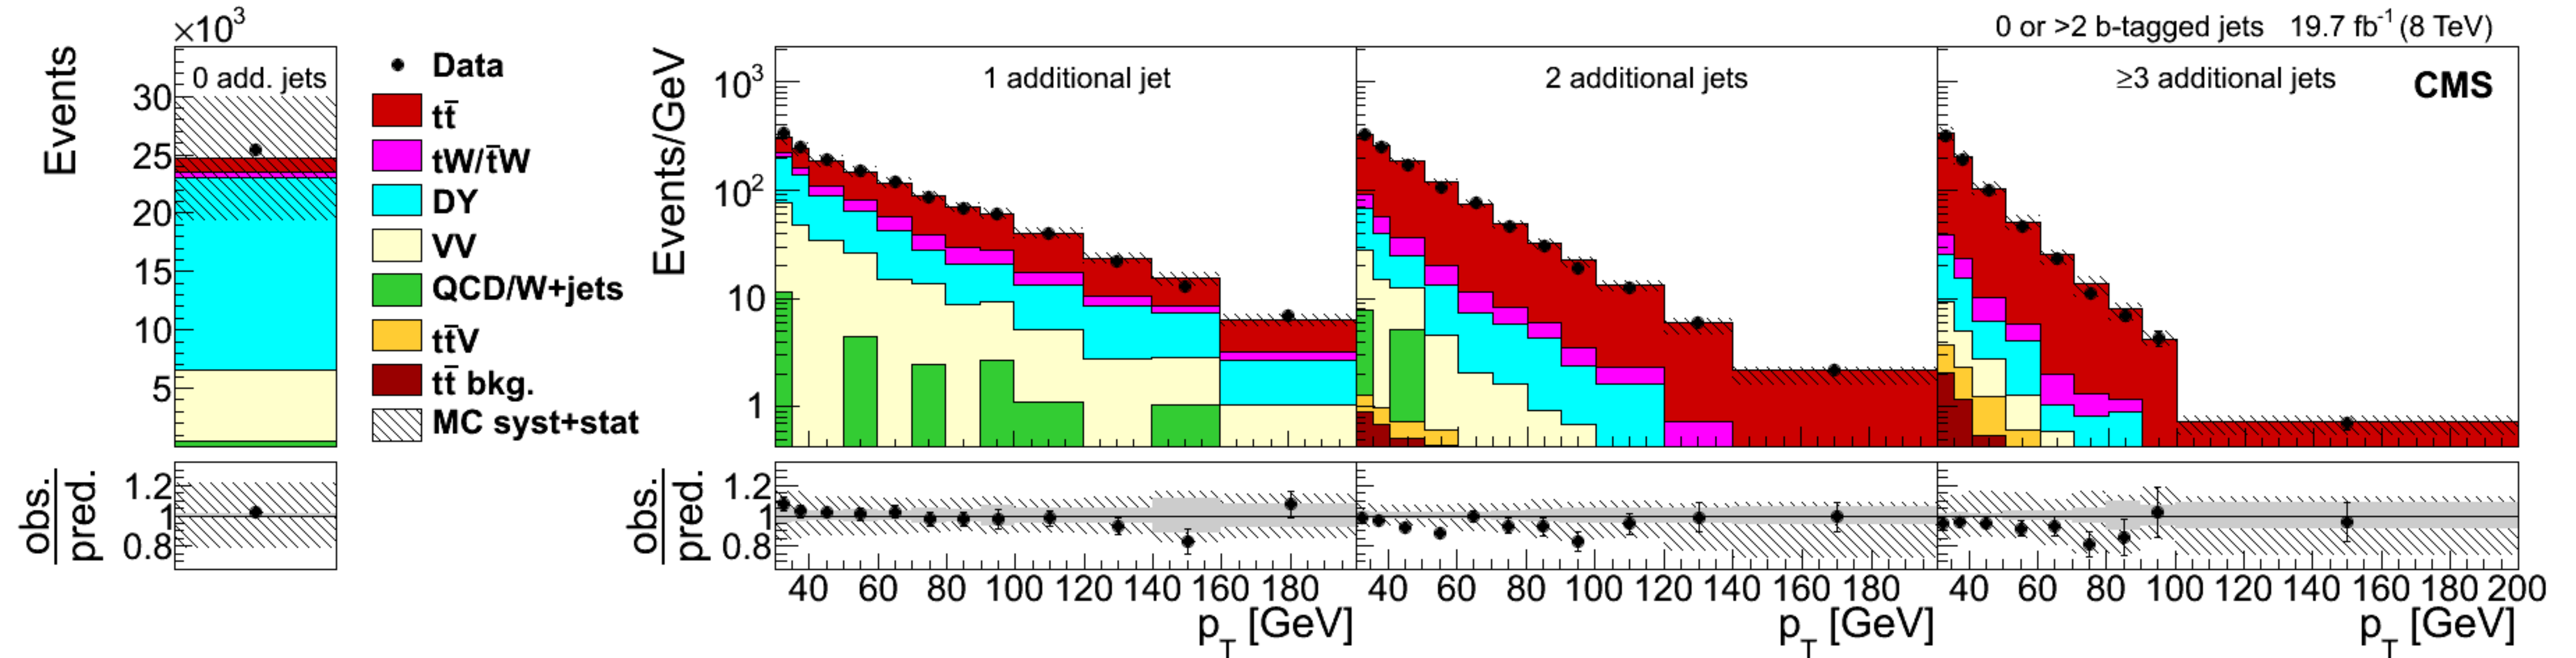 0 or >2 b-tagged jets 19.7 fb⁻¹ (8 TeV)
×10³
Events
30
25
20
15
10
5
0 add. jets
Data
tt̄
tW/t̄W
DY
VV
QCD/W+jets
tt̄V
tt̄ bkg.
MC syst+stat
Events/GeV
10³
10²
10
1
1 additional jet
2 additional jets
≥3 additional jets
CMS
obs.
pred.
1.2
1
0.8
obs.
pred.
1.2
1
0.8
40 60 80 100 120 140 160 180
40 60 80 100 120 140 160 180
40 60 80 100 120 140 160 180 200
p_T [GeV]
p_T [GeV]
p_T [GeV]